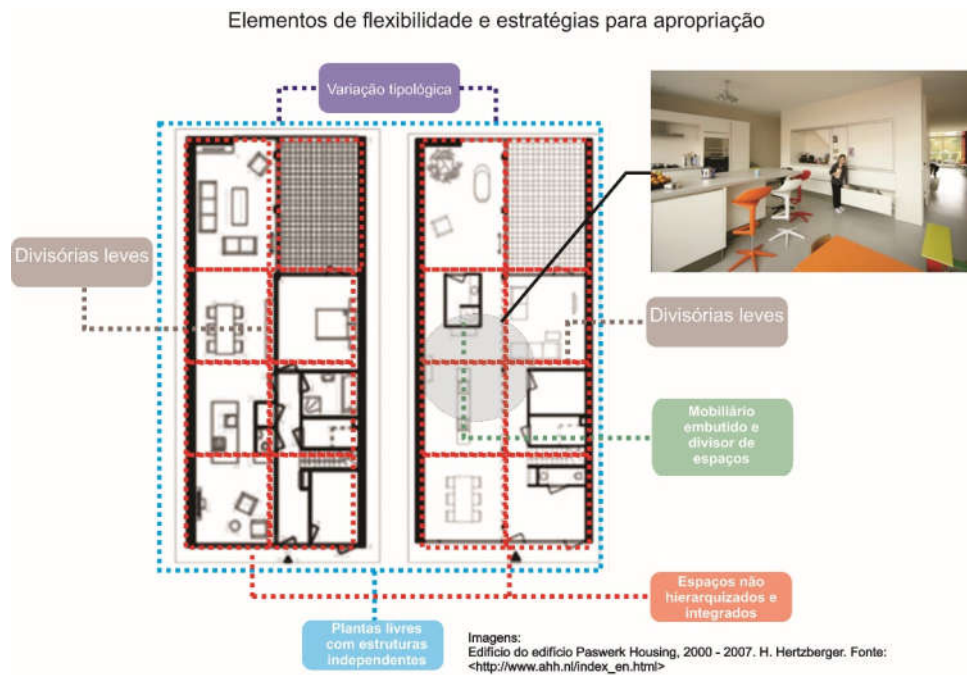 Elementos de flexibilidade e estratégias para apropriação
Variação tipológica
Divisórias leves
Divisórias leves
Mobiliário
embutido e
divisor de
espaços
Espaços não
hierarquizados e
integrados
Plantas livres
com estruturas
independentes
Imagens:
Edifício do edifício Paswerk Housing, 2000 - 2007. H. Hertzberger. Fonte:
<http://www.ahh.nl/index_en.html>